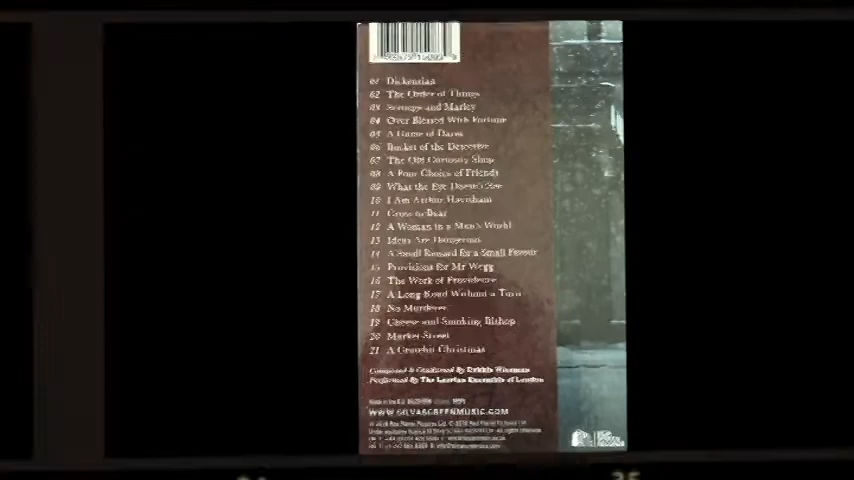 01 Dickensian
02 The Order of Things
03 Scrooge and Marley
04 Over Blessed With Fortune
05 A Game of Dares
06 Bucket of the Detective
07 The Old Curiosity Shop
08 A Poor Choice of Friends
09 What the Eye Doesn't See
10 I Am Arthur Havisham
11 Cross to Bear
12 A Woman in a Man's World
13 Ideas Are Dangerous
14 A Small Reward for a Small Favour
15 Provisions for Mr Wegg
16 The Work of Providence
17 A Long Road Without a Turn
18 No Murderer
19 Cheese and Smoking Bishop
20 Market Street
21 A Grouchy Christmas
Composed & Conducted By Debbie Wiseman
Performed By The Locrian Ensemble of London
WWW.SILVASCREENMUSIC.COM